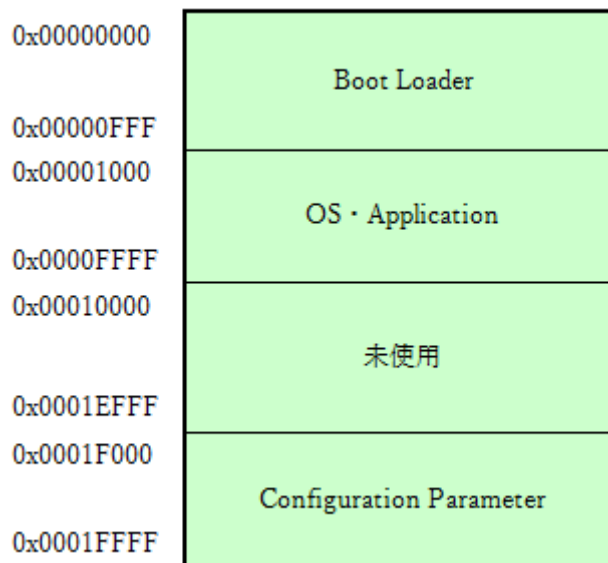 0x00000000
Boot Loader
0x00000FFF
0x00001000
OS・Application
0x0000FFFF
0x00010000
未使用
0x0001EFFF
0x0001F000
Configuration Parameter
0x0001FFFF